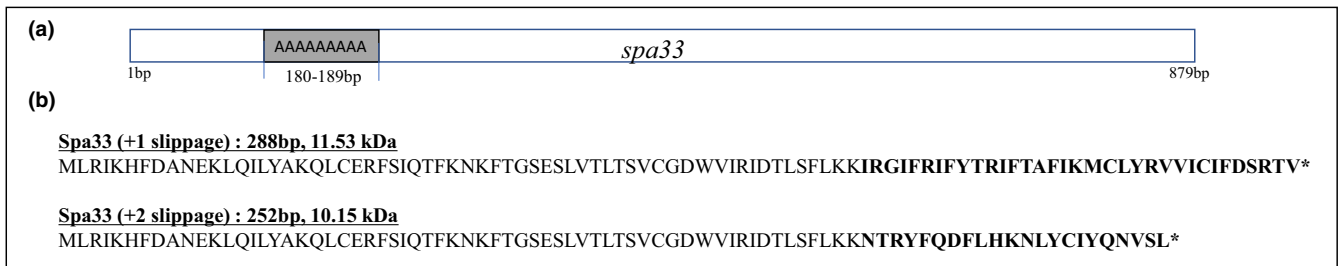 (a)
AAAAAAAAA
spa33
1bp
180-189bp
879bp
(b)
Spa33 (+1 slippage) : 288bp, 11.53 kDa
MLRIKHFDANEKLQILYAKQLCERFSIQTFKNKFTGSESLVTLTSVCGDWVIRIDTLSFLKKIRGIFRIFYTRIFTAFIKMCLYRVVICIFDSRTV*
Spa33 (+2 slippage) : 252bp, 10.15 kDa
MLRIKHFDANEKLQILYAKQLCERFSIQTFKNKFTGSESLVTLTSVCGDWVIRIDTLSFLKKNTRYFQDFLHKNLYCIYQNVSL*